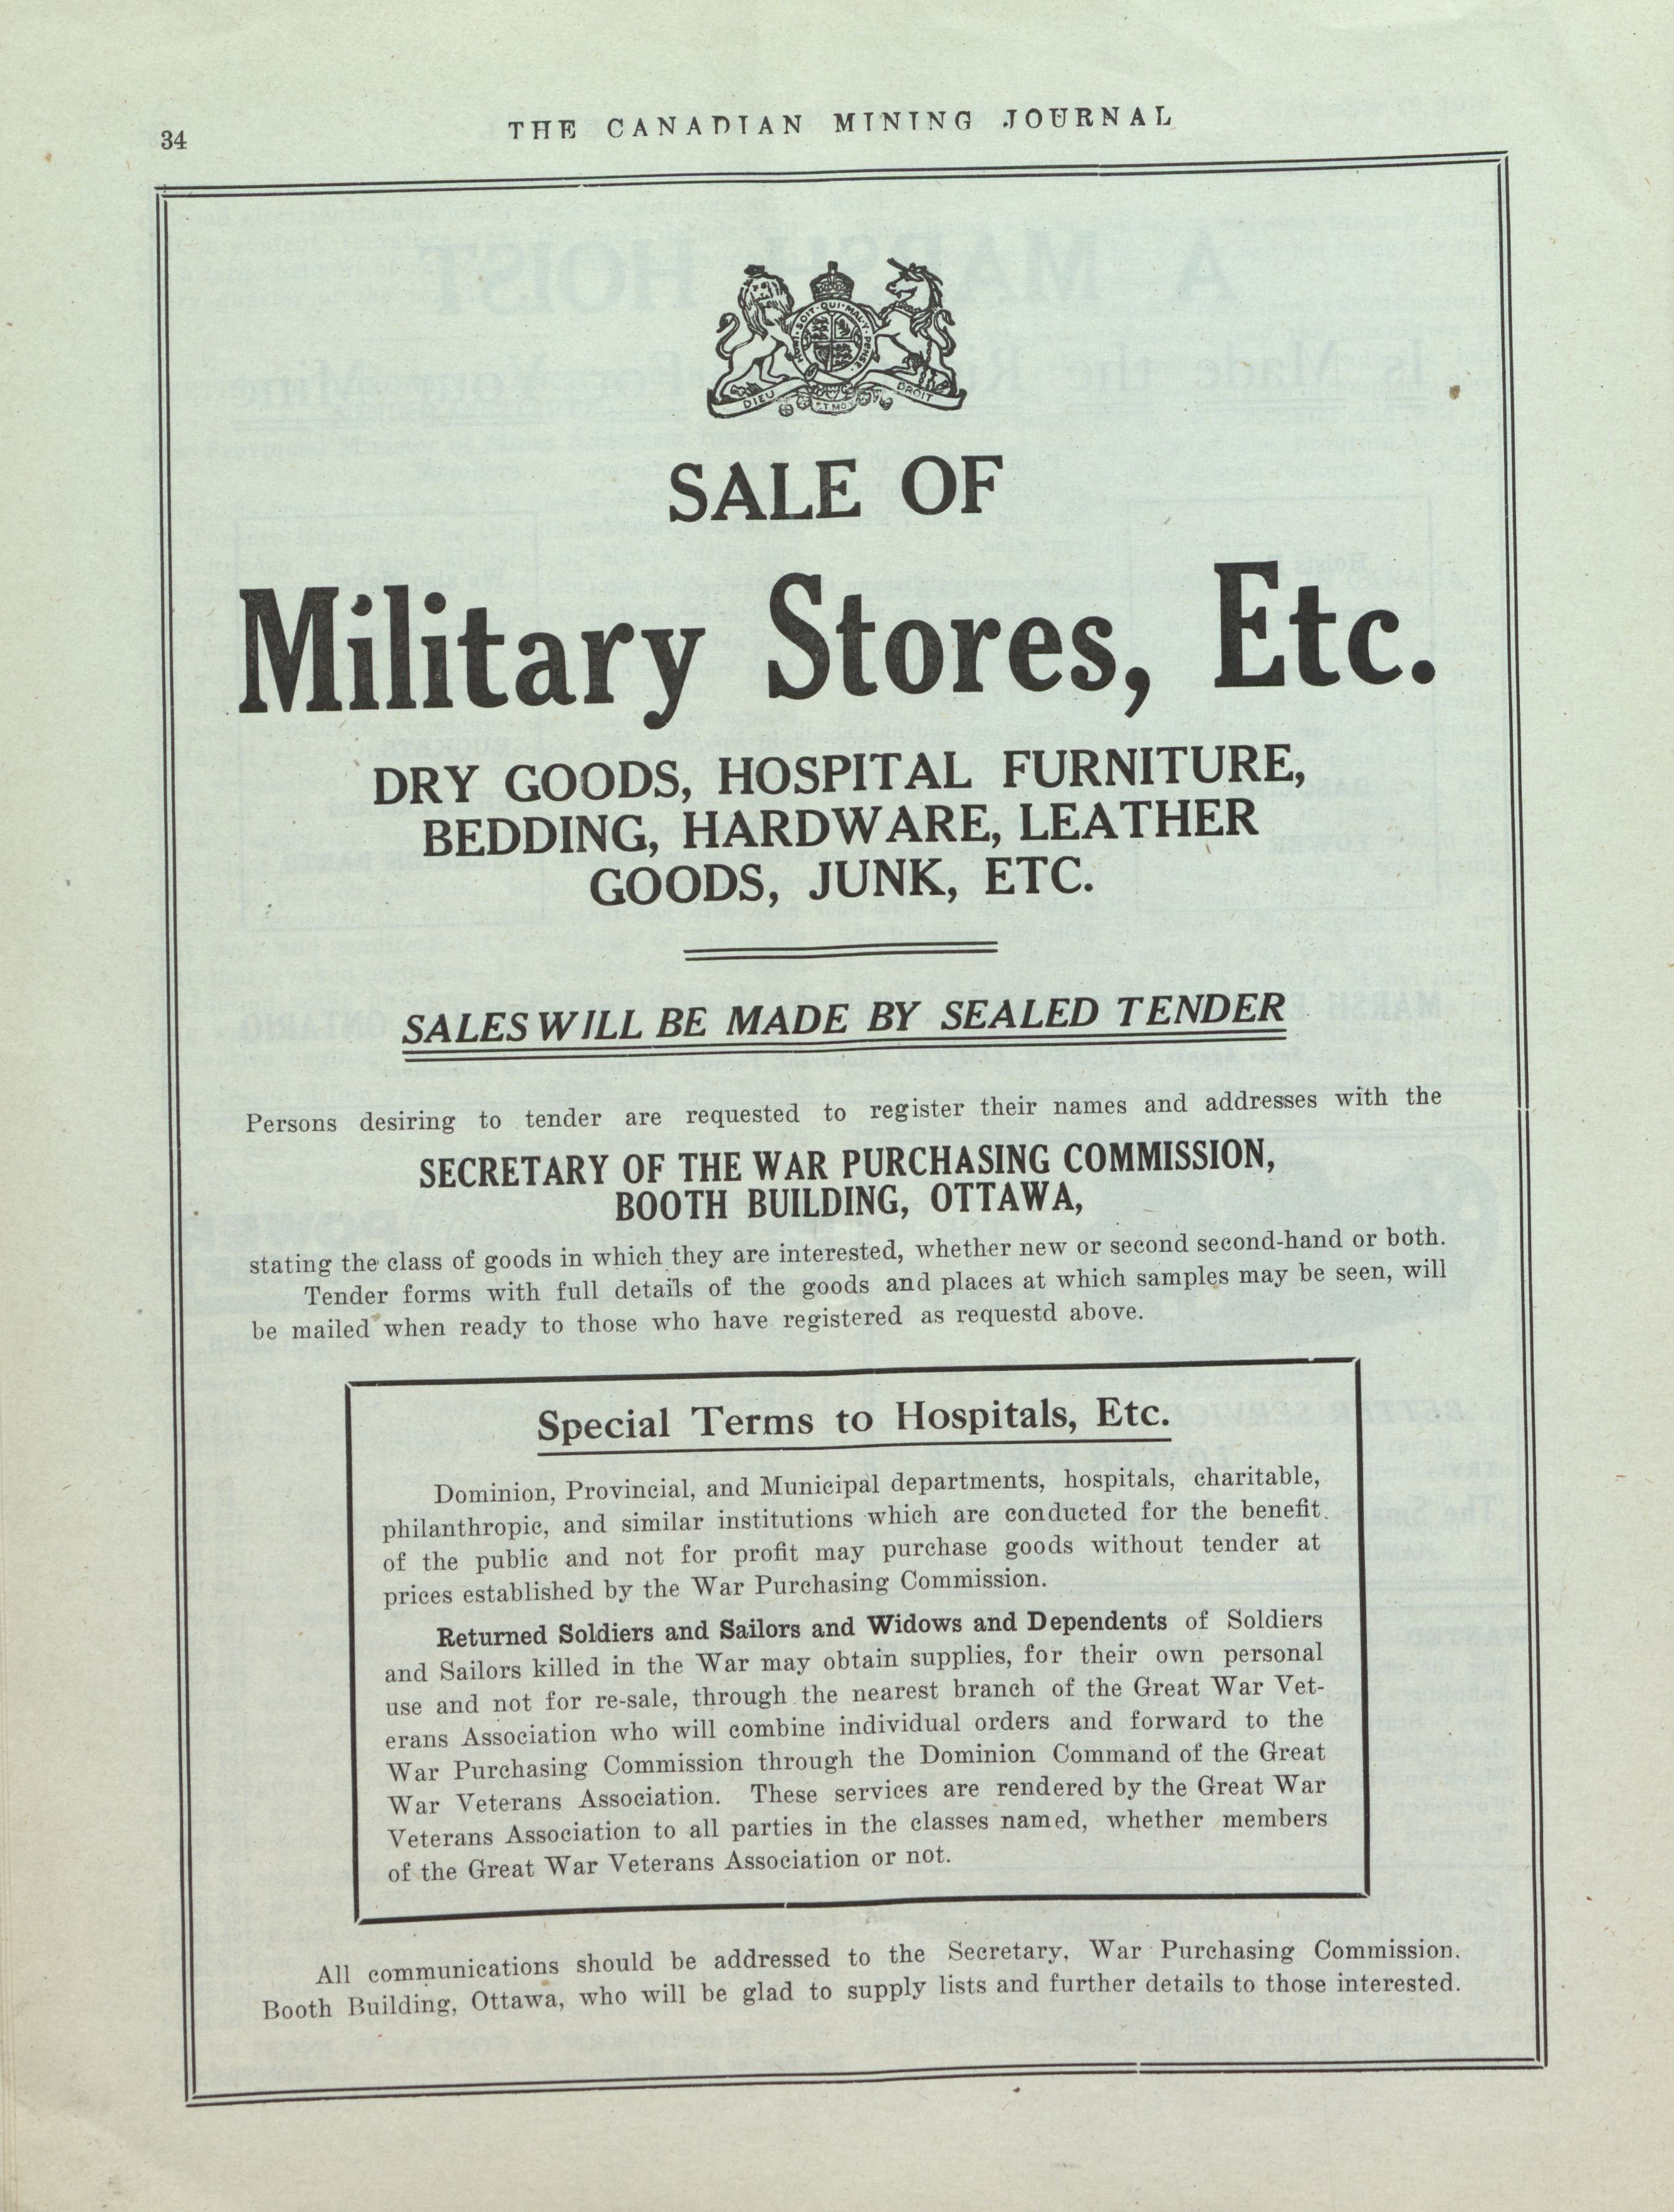 34
THE CANADIAN MINING JOURNAL
HONI · SOIT · QUI · MAL · Y · PENSE
DIEU ET MON DROIT
SALE OF
Military Stores, Etc.
DRY GOODS, HOSPITAL FURNITURE,
BEDDING, HARDWARE, LEATHER
GOODS, JUNK, ETC.
SALES WILL BE MADE BY SEALED TENDER
Persons desiring to tender are requested to register their names and addresses with the
SECRETARY OF THE WAR PURCHASING COMMISSION,
BOOTH BUILDING, OTTAWA,
stating the class of goods in which they are interested, whether new or second second-hand or both.
Tender forms with full details of the goods and places at which samples may be seen, will
be mailed when ready to those who have registered as requestd above.
Special Terms to Hospitals, Etc.
Dominion, Provincial, and Municipal departments, hospitals, charitable,
philanthropic, and similar institutions which are conducted for the benefit
of the public and not for profit may purchase goods without tender at
prices established by the War Purchasing Commission.
Returned Soldiers and Sailors and Widows and Dependents of Soldiers
and Sailors killed in the War may obtain supplies, for their own personal
use and not for re-sale, through the nearest branch of the Great War Vet-
erans Association who will combine individual orders and forward to the
War Purchasing Commission through the Dominion Command of the Great
War Veterans Association. These services are rendered by the Great War
Veterans Association to all parties in the classes named, whether members
of the Great War Veterans Association or not.
All communications should be addressed to the Secretary, War Purchasing Commission.
Booth Building, Ottawa, who will be glad to supply lists and further details to those interested.